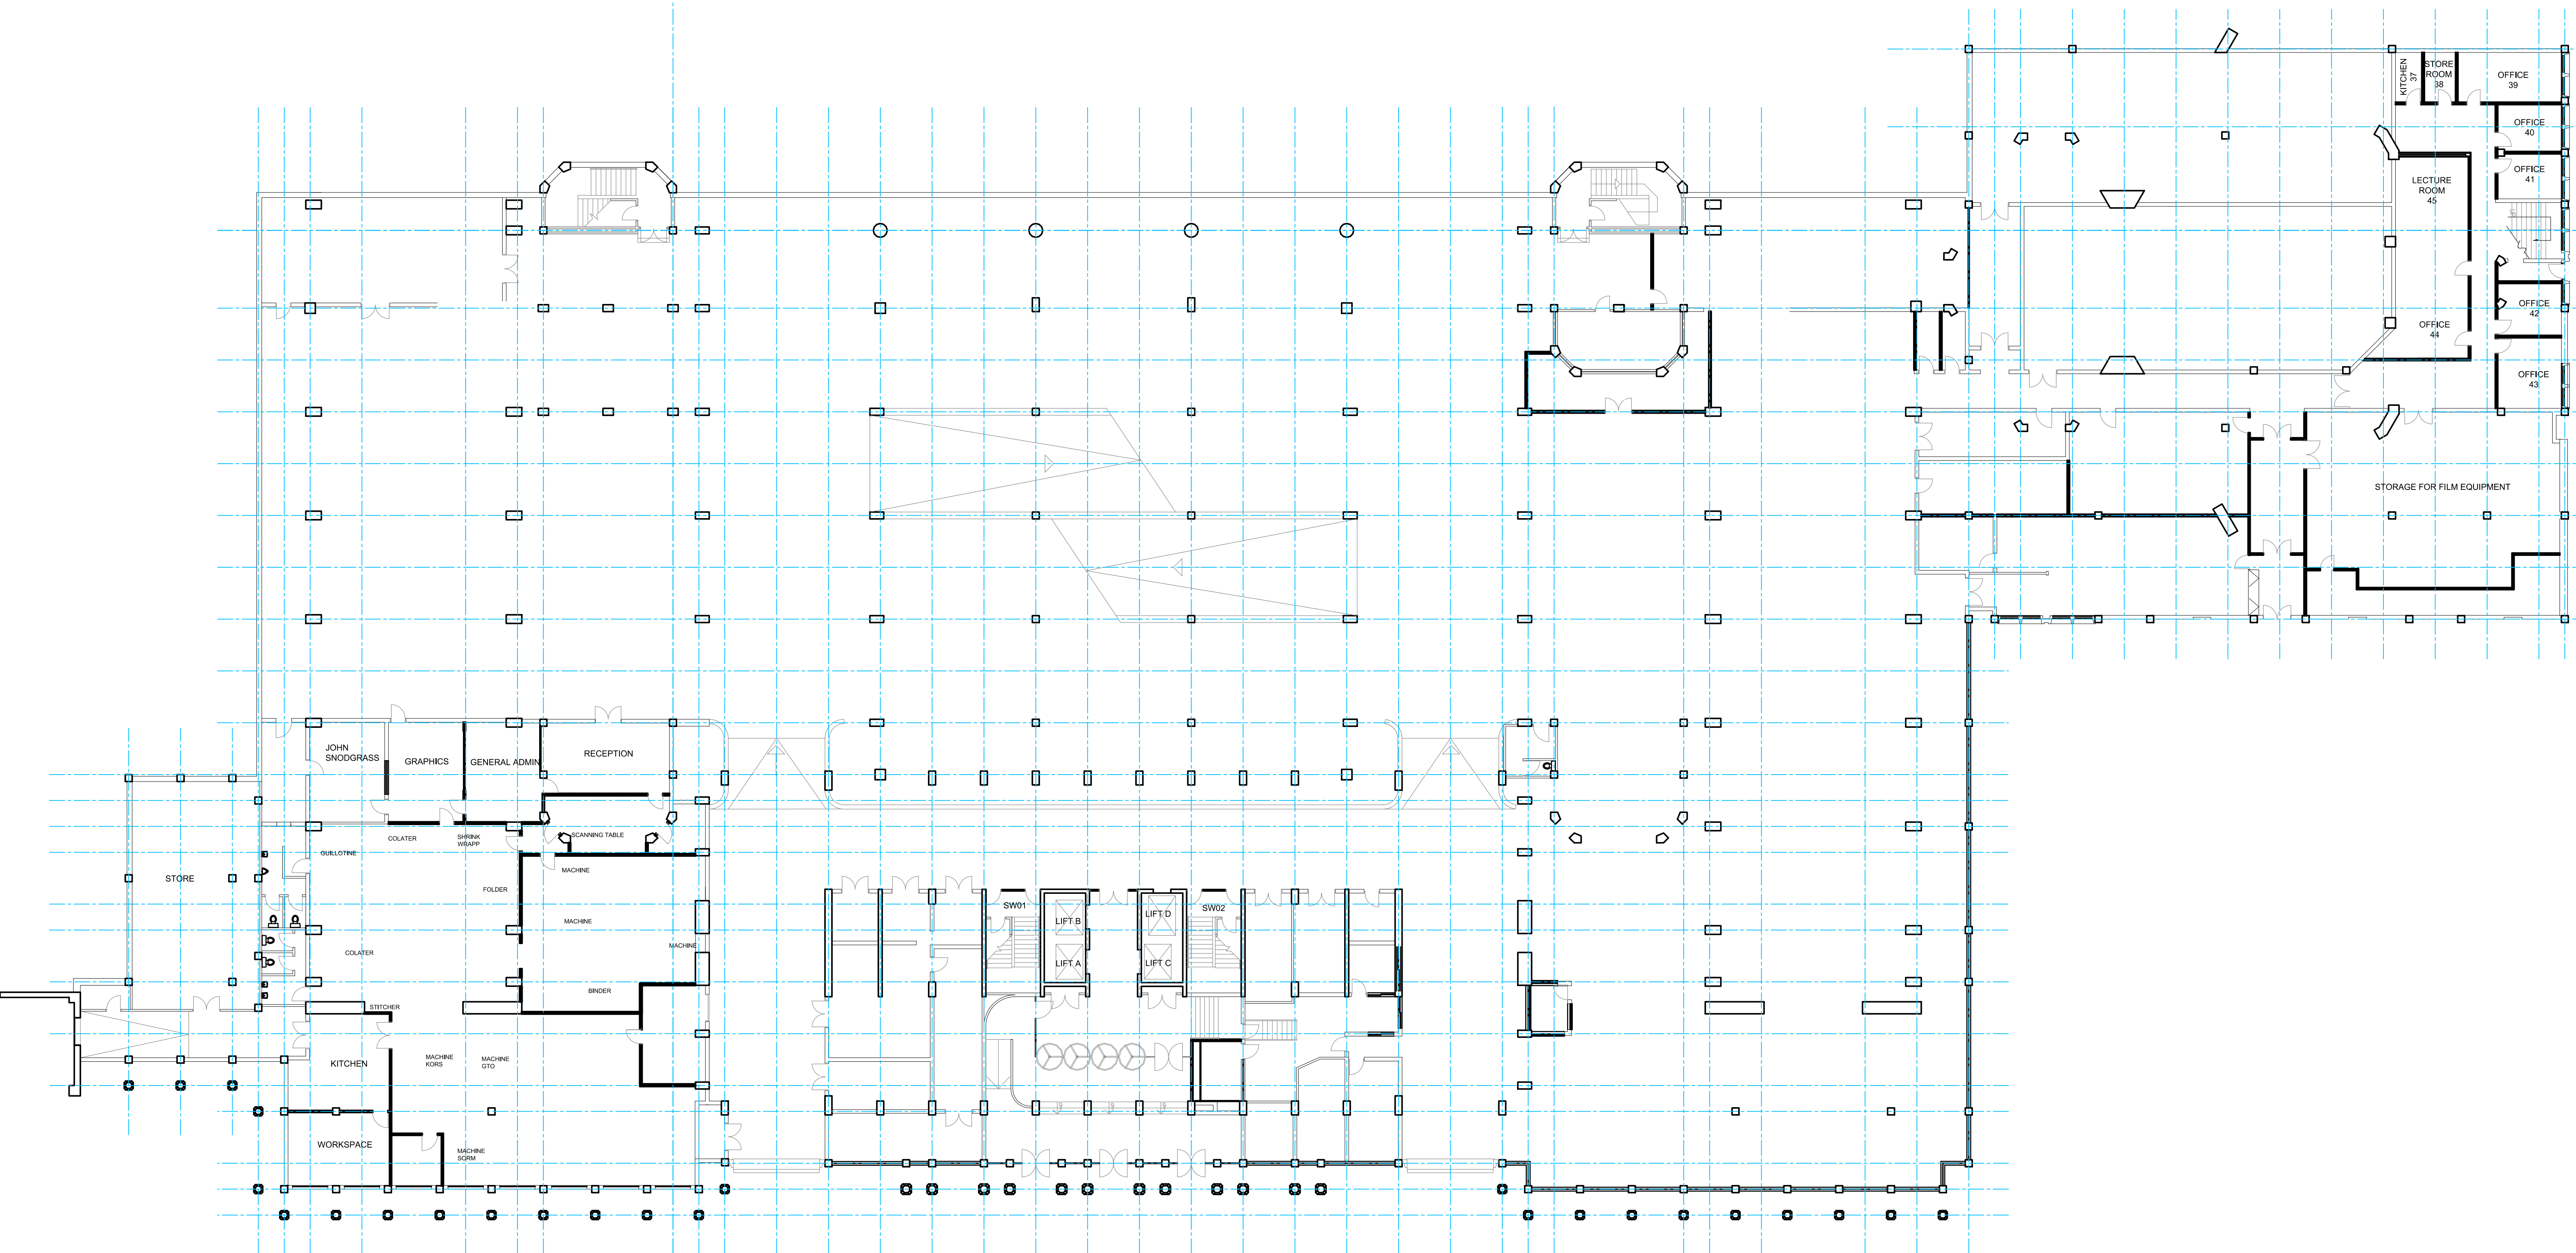 KITCHEN
37
STORE
ROOM
38
OFFICE
39
OFFICE
40
OFFICE
41
LECTURE
ROOM
45
OFFICE
42
OFFICE
44
OFFICE
43
STORAGE FOR FILM EQUIPMENT
JOHN
SNODGRASS
GRAPHICS
GENERAL ADMIN
RECEPTION
COLATER
SHRINK
WRAPP
SCANNING TABLE
GUILLOTINE
STORE
FOLDER
MACHINE
MACHINE
MACHINE
COLATER
BINDER
STITCHER
SW01
LIFT B
LIFT D
SW02
LIFT A
LIFT C
KITCHEN
MACHINE
KORS
MACHINE
GTO
WORKSPACE
MACHINE
SORM